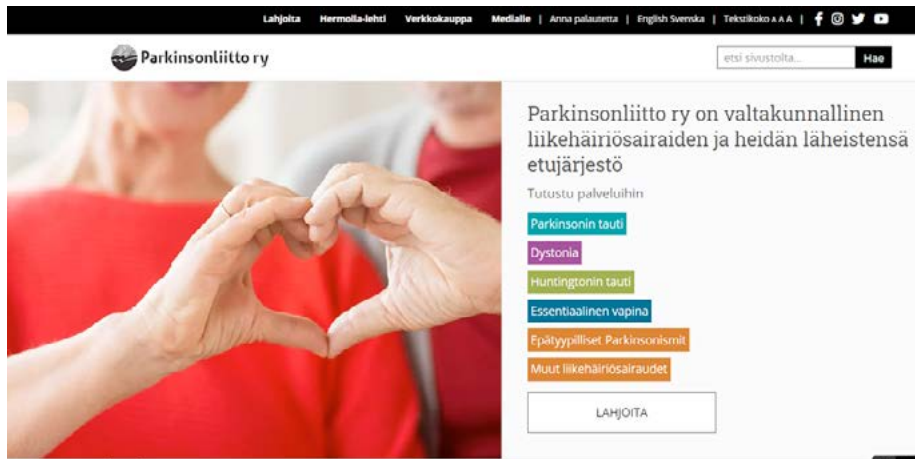 Lahjoita Hermolla-lehti Verkkokauppa Medialle | Anna palautetta | English Svenska | Tekstikoko A A A |
Parkinsonliitto ry
etsi sivustolta... Hae
Parkinsonliitto ry on valtakunnallinen
liikehäiriösairaiden ja heidän läheistensä
etujärjestö
Tutustu palveluihin
Parkinsonin tauti
Dystonia
Huntingtonin tauti
Essentiaalinen vapina
Epätyypilliset Parkinsonismit
Muut liikehäiriösairaudet
LAHJOITA